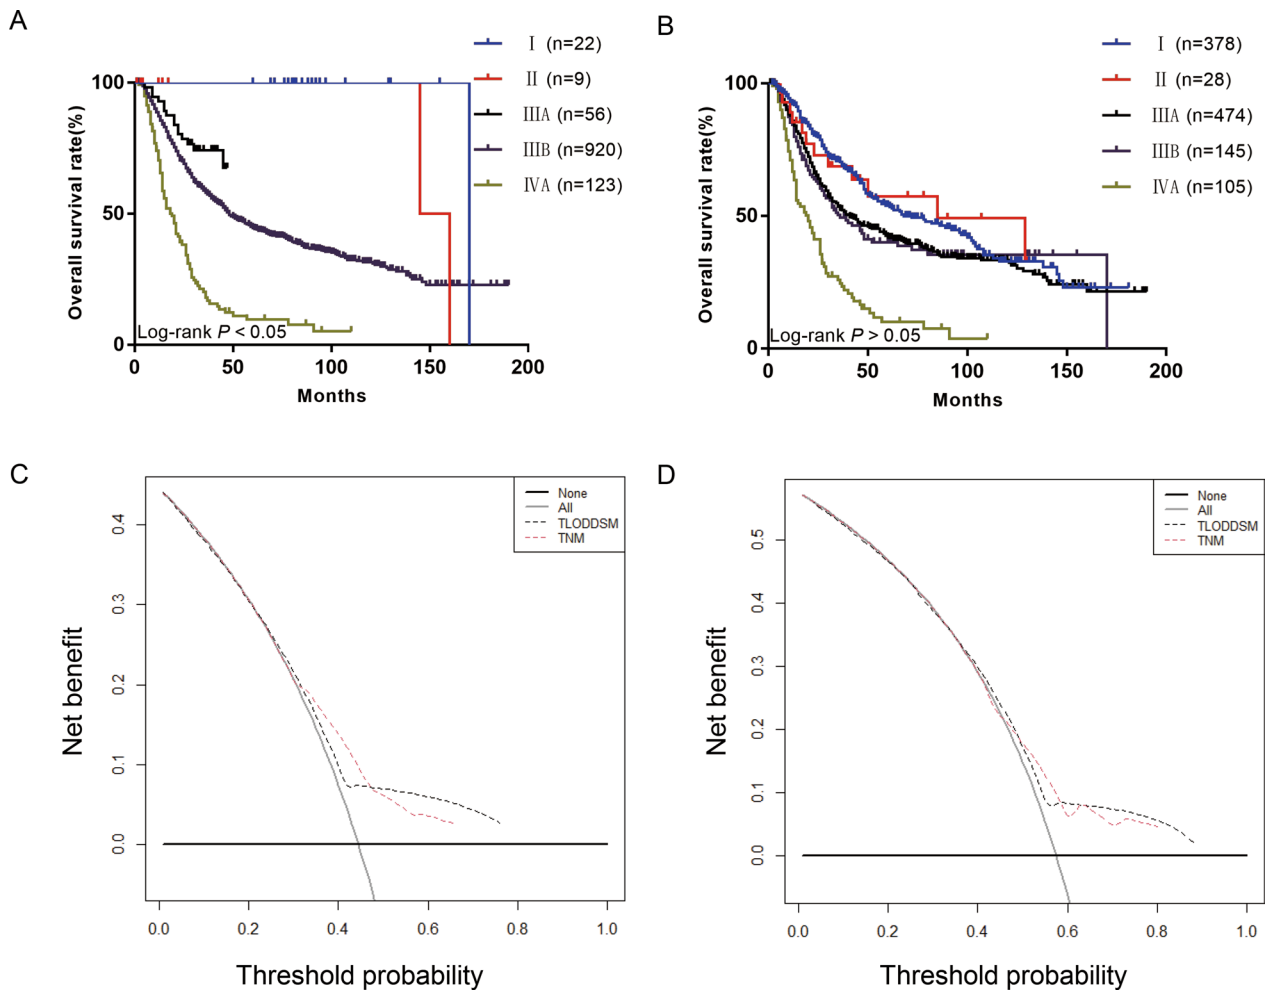 A
Ⅰ (n=22)
Ⅱ (n=9)
ⅢA (n=56)
ⅢB (n=920)
ⅣA (n=123)
Overall survival rate(%)
100
50
0
Log-rank P < 0.05
0 50 100 150 200
Months
B
Ⅰ (n=378)
Ⅱ (n=28)
ⅢA (n=474)
ⅢB (n=145)
ⅣA (n=105)
Overall survival rate(%)
100
50
0
Log-rank P > 0.05
0 50 100 150 200
Months
C
None
All
TLODDSM
TNM
Net benefit
0.4
0.3
0.2
0.1
0.0
0.0 0.2 0.4 0.6 0.8 1.0
Threshold probability
D
None
All
TLODDSM
TNM
Net benefit
0.5
0.4
0.3
0.2
0.1
0.0
0.0 0.2 0.4 0.6 0.8 1.0
Threshold probability